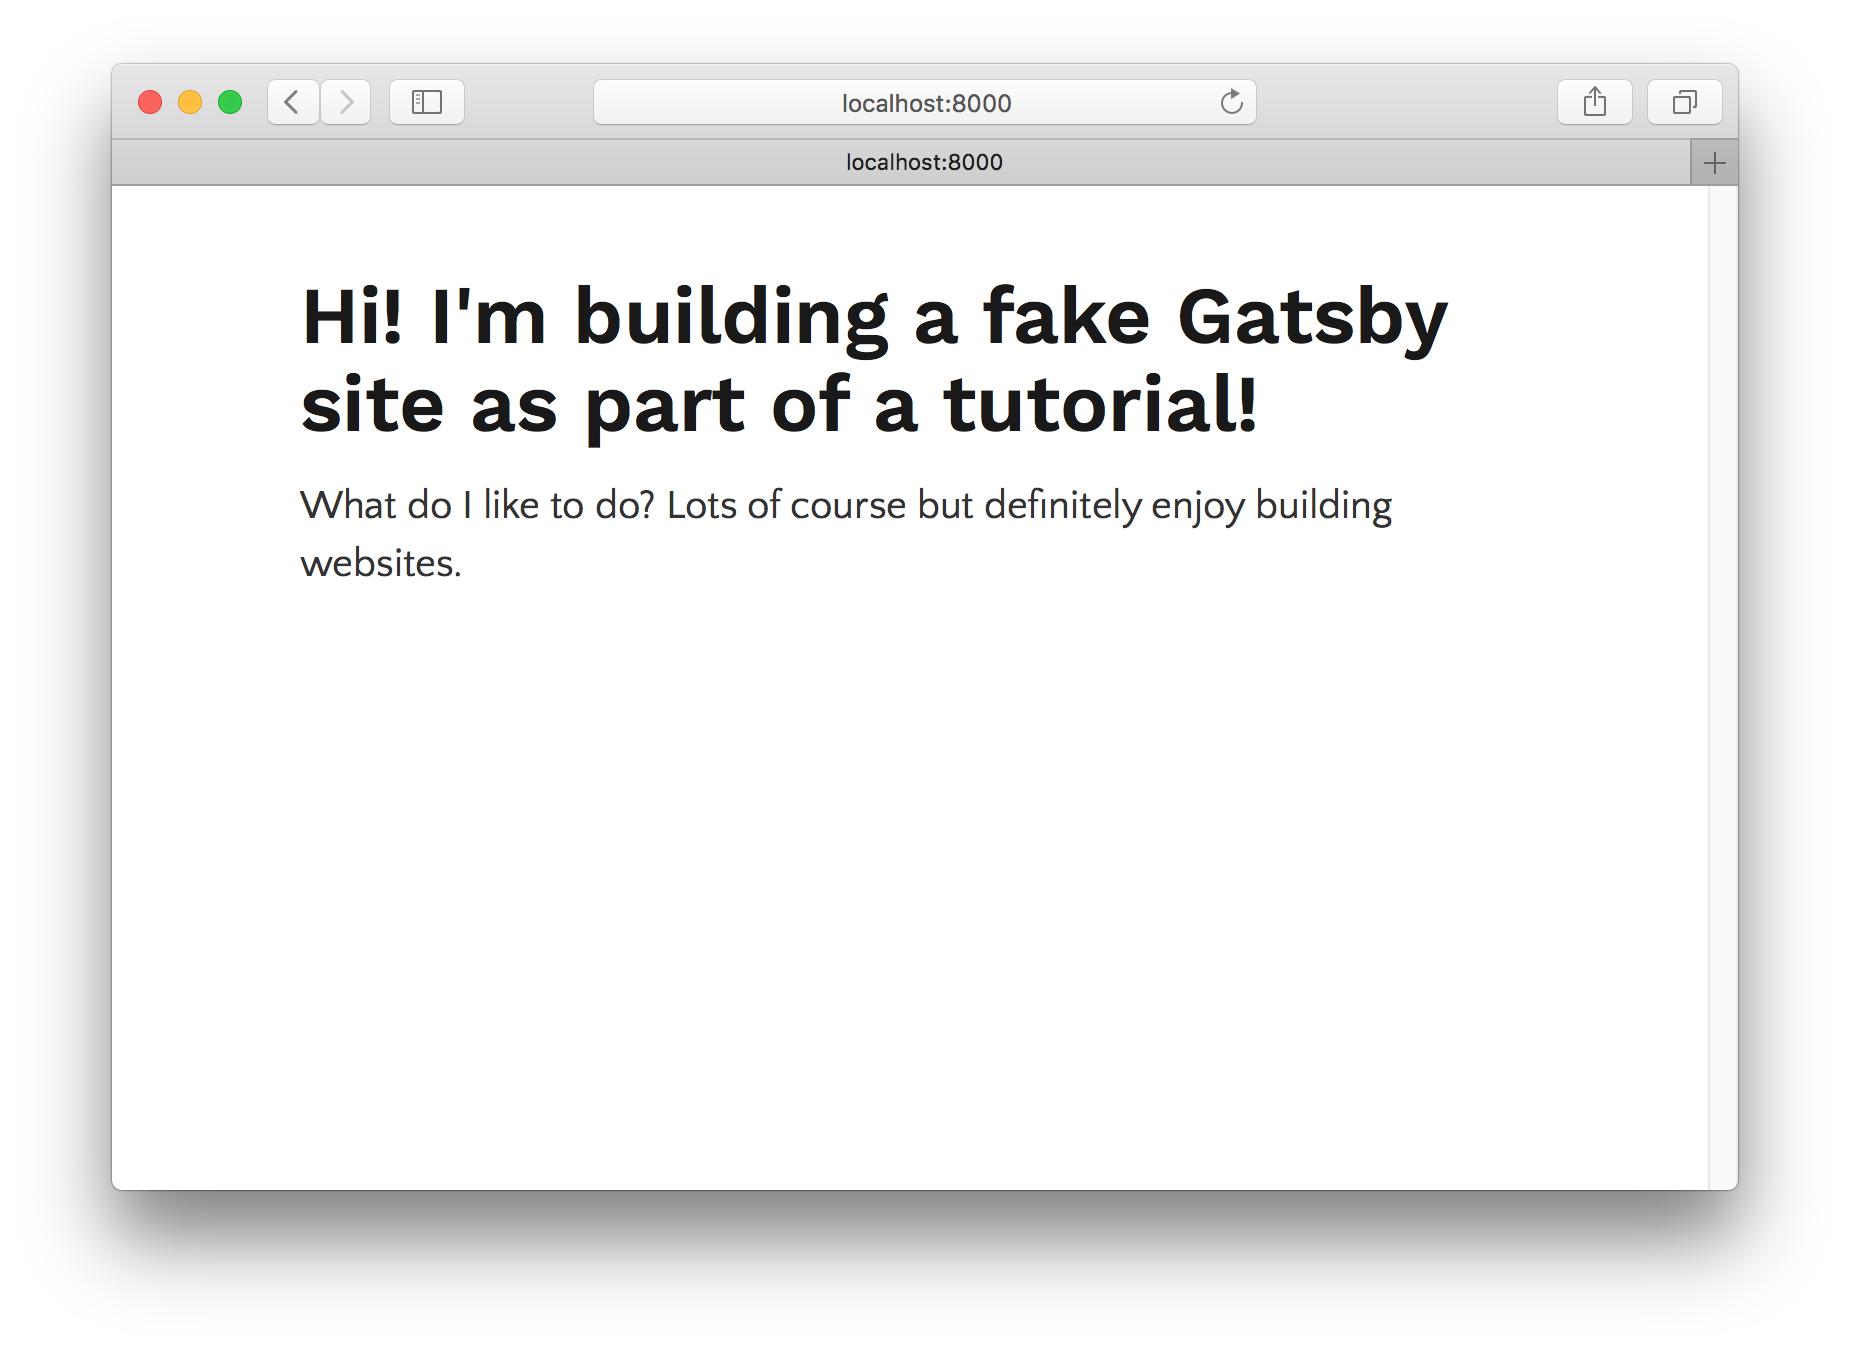 localhost:8000
localhost:8000
Hi! I'm building a fake Gatsby
site as part of a tutorial!
What do I like to do? Lots of course but definitely enjoy building
websites.